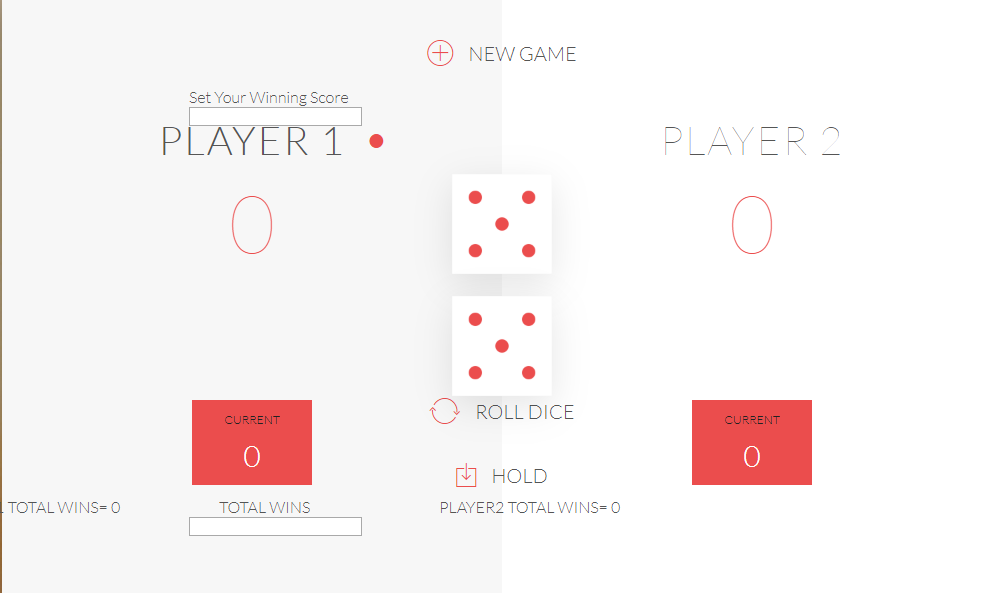 NEW GAME
Set Your Winning Score
PLAYER 1
PLAYER 2
0
0
ROLL DICE
CURRENT
0
CURRENT
0
HOLD
TOTAL WINS= 0
TOTAL WINS
PLAYER2 TOTAL WINS= 0